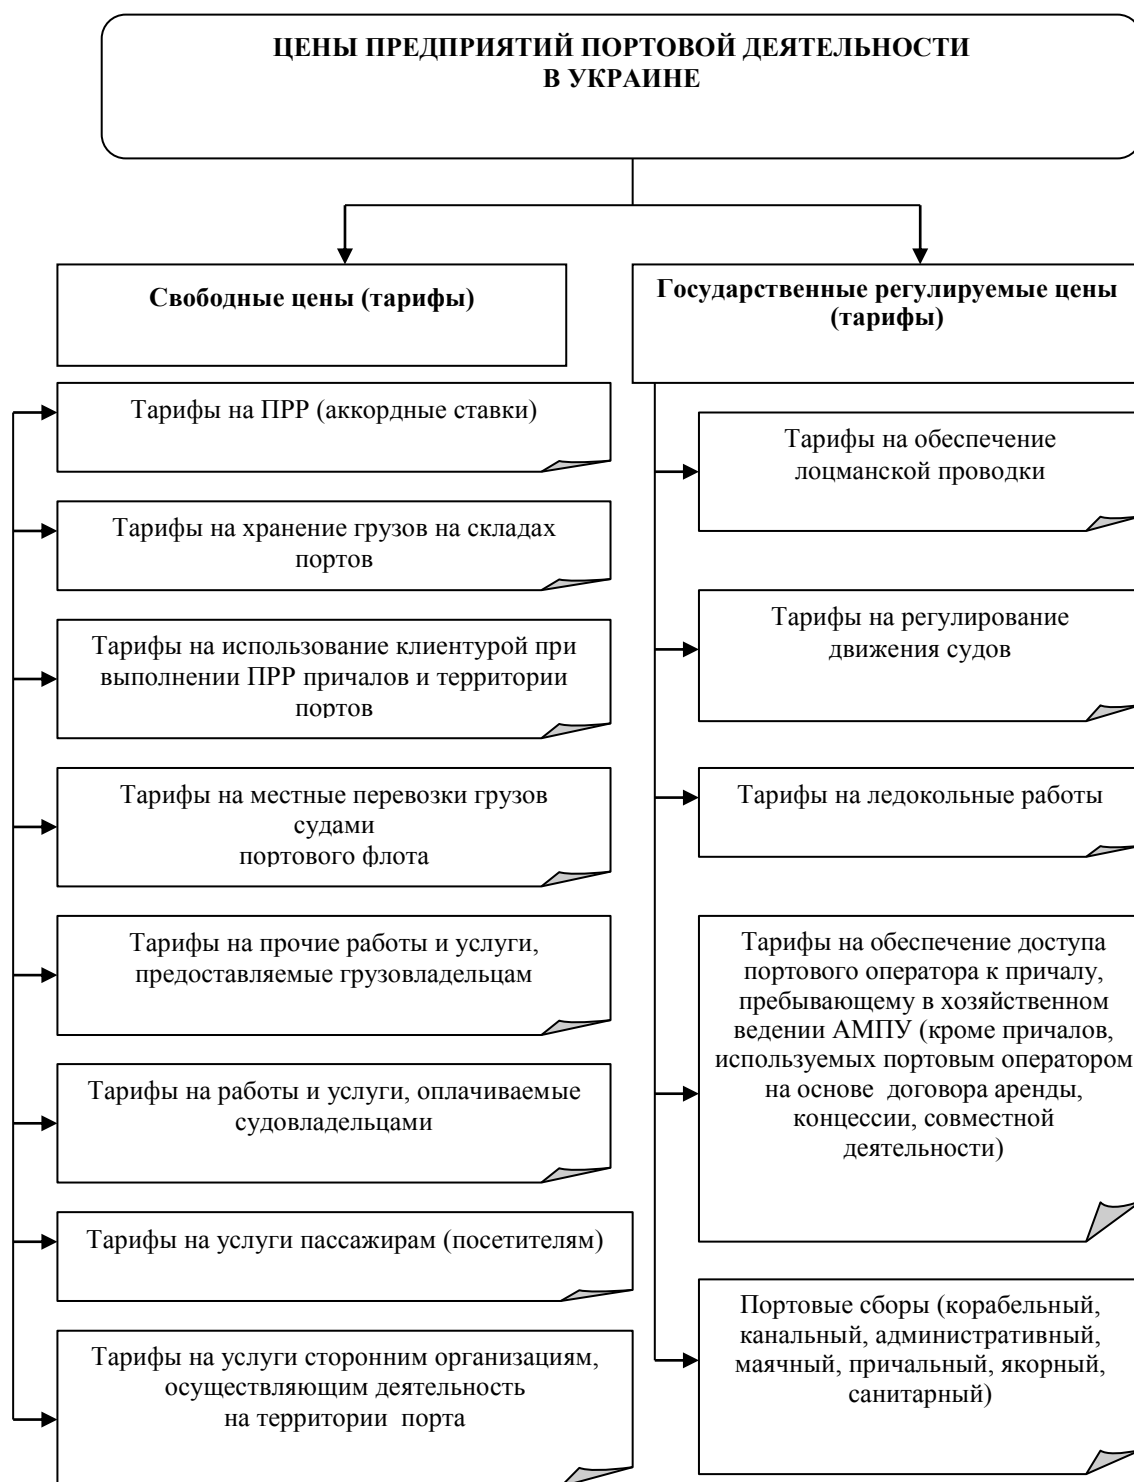 ЦЕНЫ ПРЕДПРИЯТИЙ ПОРТОВОЙ ДЕЯТЕЛЬНОСТИ
В УКРАИНЕ
Свободные цены (тарифы)
Тарифы на ПРР (аккордные ставки)
Тарифы на хранение грузов на складах
портов
Тарифы на использование клиентурой при
выполнении ПРР причалов и территории
портов
Тарифы на местные перевозки грузов
судами
портового флота
Тарифы на прочие работы и услуги,
предоставляемые грузовладельцам
Тарифы на работы и услуги, оплачиваемые
судовладельцами
Тарифы на услуги пассажирам (посетителям)
Тарифы на услуги сторонним организациям,
осуществляющим деятельность
на территории порта
Государственные регулируемые цены
(тарифы)
Тарифы на обеспечение
лоцманской проводки
Тарифы на регулирование
движения судов
Тарифы на ледокольные работы
Тарифы на обеспечение доступа
портового оператора к причалу,
пребывающему в хозяйственном
ведении АМПУ (кроме причалов,
используемых портовым оператором
на основе договора аренды,
концессии, совместной
деятельности)
Портовые сборы (корабельный,
канальный, административный,
маячный, причальный, якорный,
санитарный)